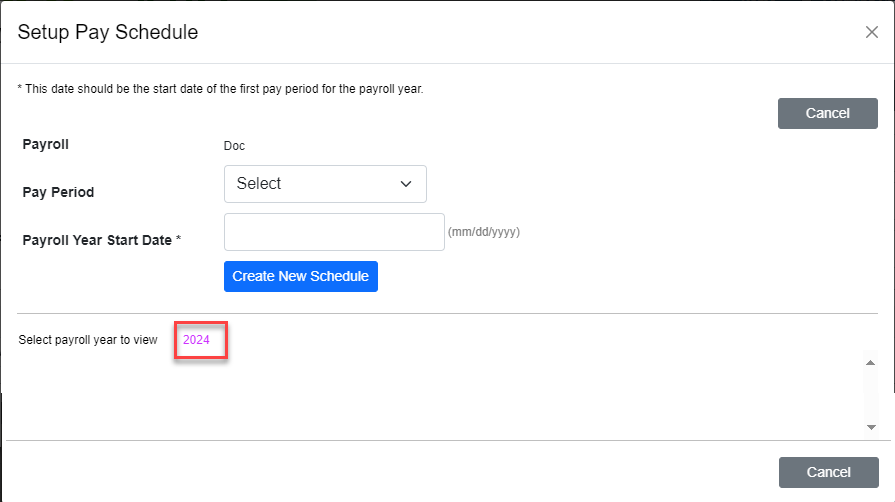 Setup Pay Schedule
* This date should be the start date of the first pay period for the payroll year.
Cancel
Payroll Doc
Pay Period Select
Payroll Year Start Date * (mm/dd/yyyy)
Create New Schedule
Select payroll year to view 2024
Cancel